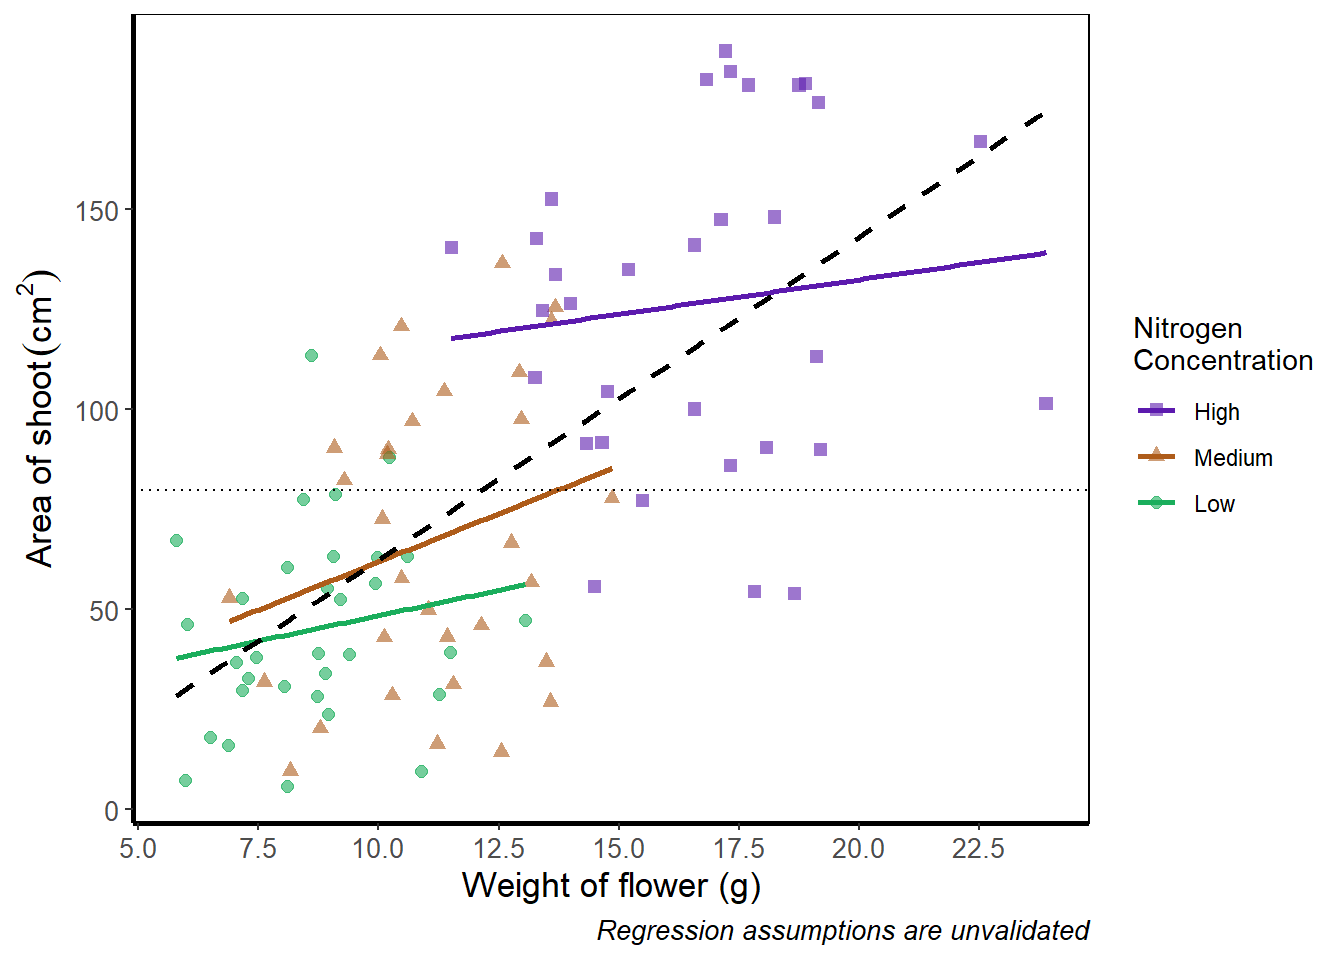 Area of shoot(cm²)
150
100
50
0
5.0 7.5 10.0 12.5 15.0 17.5 20.0 22.5
Weight of flower (g)
Regression assumptions are unvalidated
Nitrogen
Concentration
High
Medium
Low